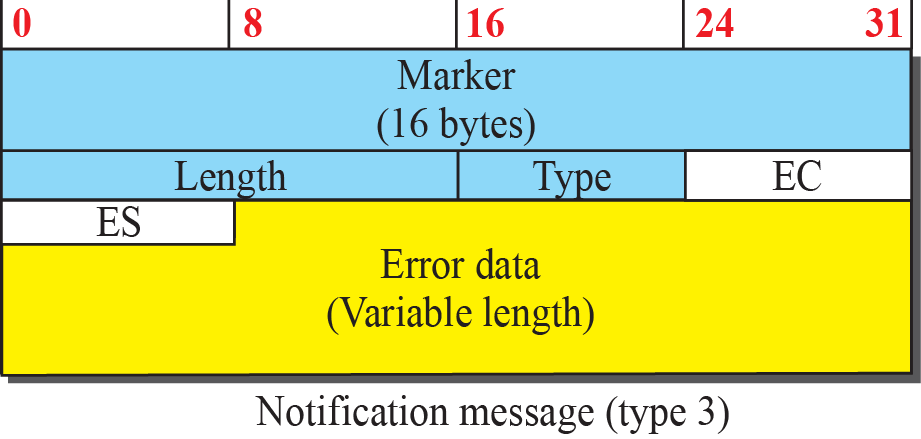 0 8 16 24 31
Marker
(16 bytes)
Length Type EC
ES
Error data
(Variable length)
Notification message (type 3)